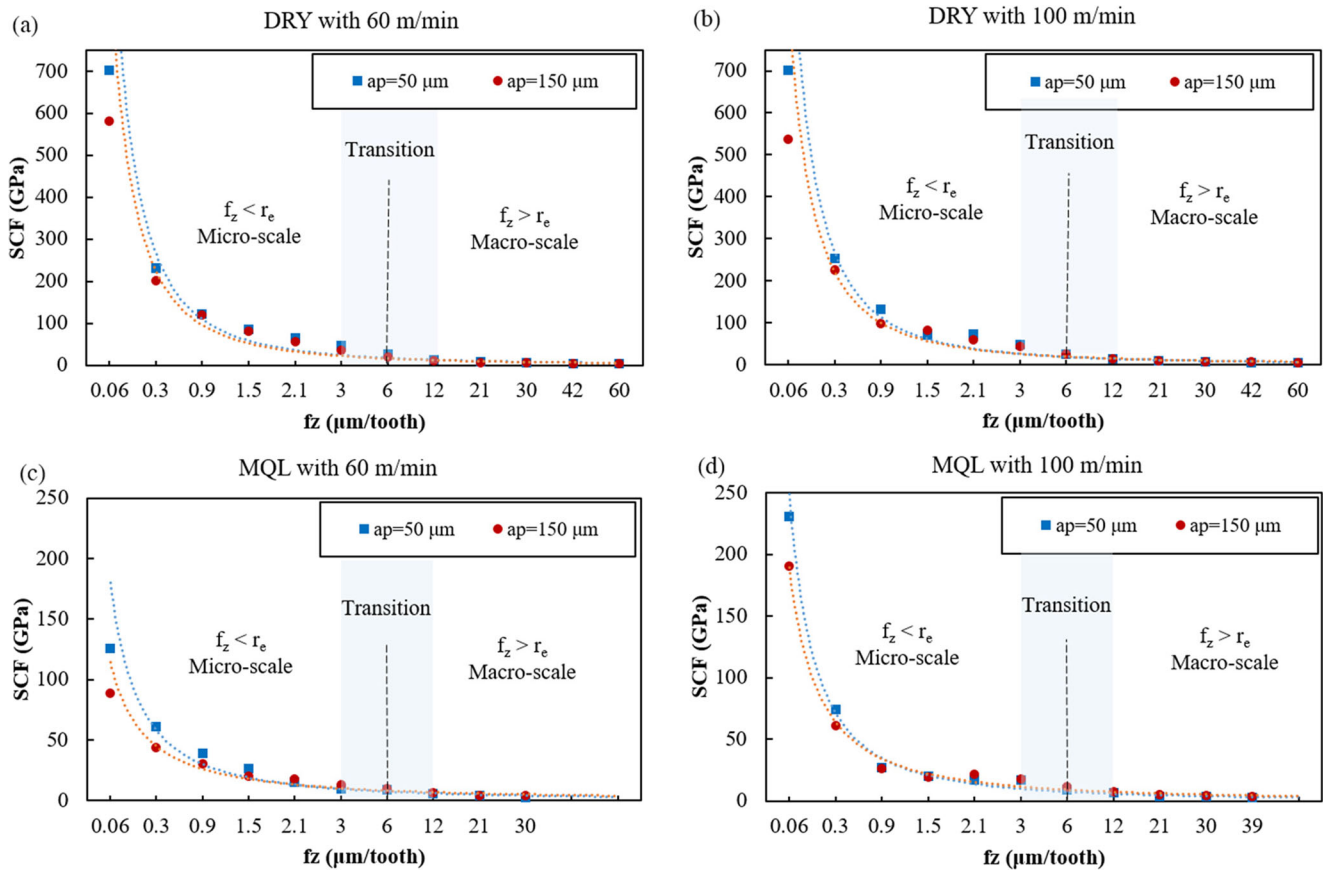 (a)
DRY with 60 m/min
ap=50 μm
ap=150 μm
700
600
500
400
300
200
100
0
SCF (GPa)
Transition
fz < re
Micro-scale
fz > re
Macro-scale
0.06 0.3 0.9 1.5 2.1 3 6 12 21 30 42 60
fz (μm/tooth)
(b)
DRY with 100 m/min
ap=50 μm
ap=150 μm
700
600
500
400
300
200
100
0
SCF (GPa)
Transition
fz < re
Micro-scale
fz > re
Macro-scale
0.06 0.3 0.9 1.5 2.1 3 6 12 21 30 42 60
fz (μm/tooth)
(c)
MQL with 60 m/min
ap=50 μm
ap=150 μm
250
200
150
100
50
0
SCF (GPa)
Transition
fz < re
Micro-scale
fz > re
Macro-scale
0.06 0.3 0.9 1.5 2.1 3 6 12 21 30
fz (μm/tooth)
(d)
MQL with 100 m/min
ap=50 μm
ap=150 μm
250
200
150
100
50
0
SCF (GPa)
Transition
fz < re
Micro-scale
fz > re
Macro-scale
0.06 0.3 0.9 1.5 2.1 3 6 12 21 30 39
fz (μm/tooth)